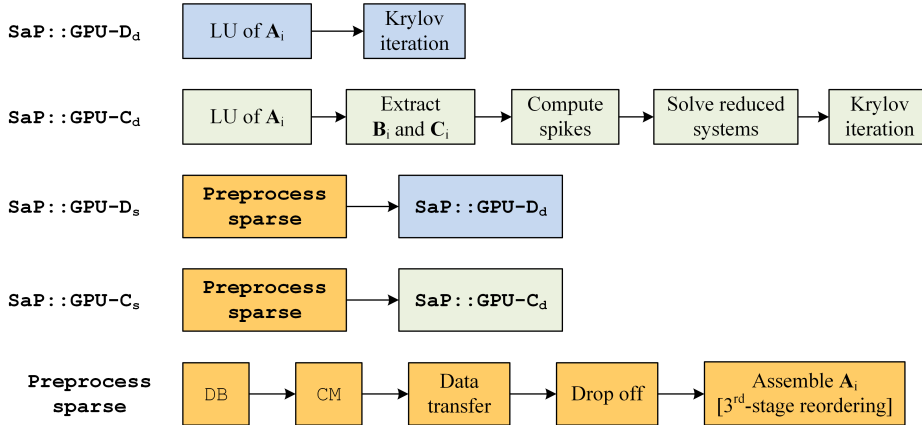 SaP::GPU-Dd
LU of Ai
Krylov
iteration
SaP::GPU-Cd
LU of Ai
Extract
Bi and Ci
Compute
spikes
Solve reduced
systems
Krylov
iteration
SaP::GPU-Ds
Preprocess
sparse
SaP::GPU-Dd
SaP::GPU-Cs
Preprocess
sparse
SaP::GPU-Cd
Preprocess
sparse
DB
CM
Data
transfer
Drop off
Assemble Ai
[3rd-stage reordering]